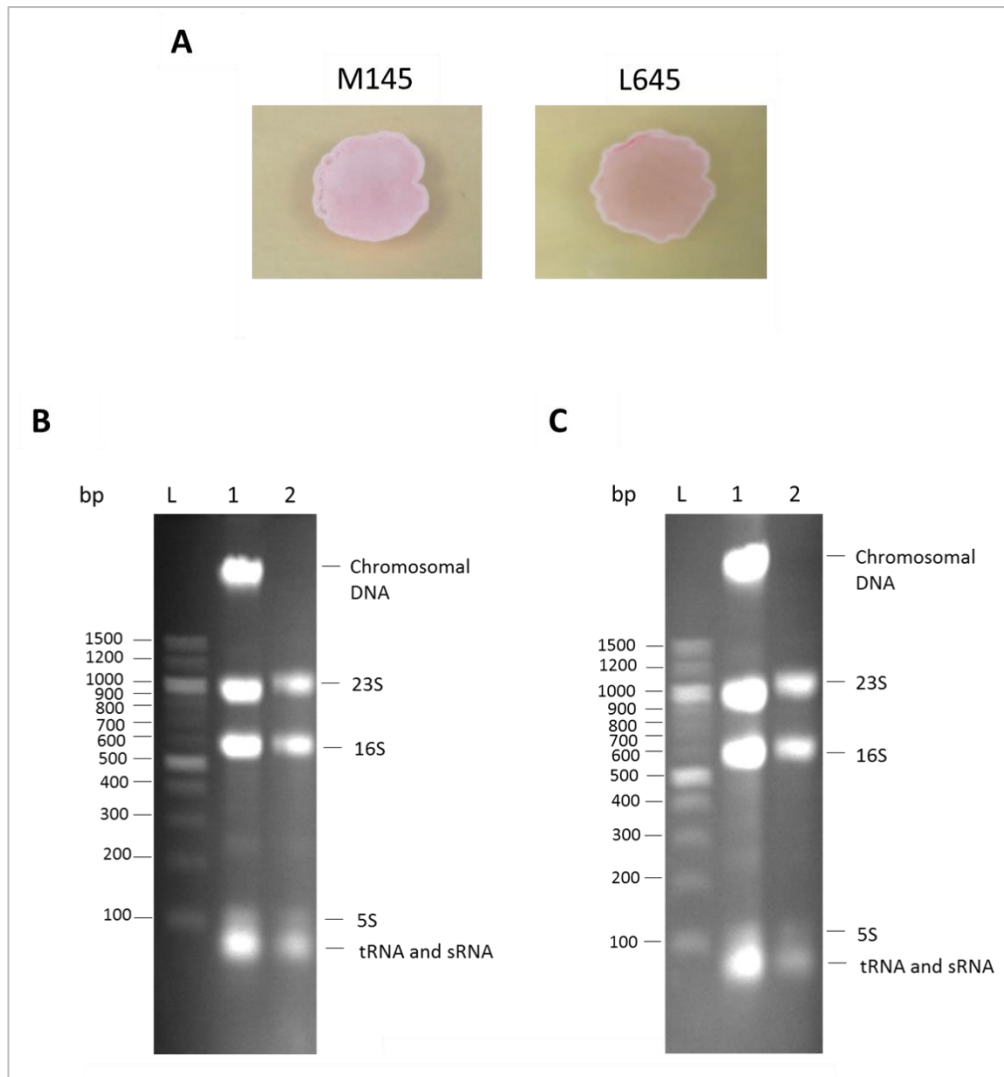 A
M145 L645
B
bp L 1 2
Chromosomal
DNA
1500
1200
1000
900
800
700
600
500
400
300
200
100
23S
16S
5S
tRNA and sRNA
C
bp L 1 2
Chromosomal
DNA
1500
1200
1000
900
800
700
600
500
400
300
200
100
23S
16S
5S
tRNA and sRNA